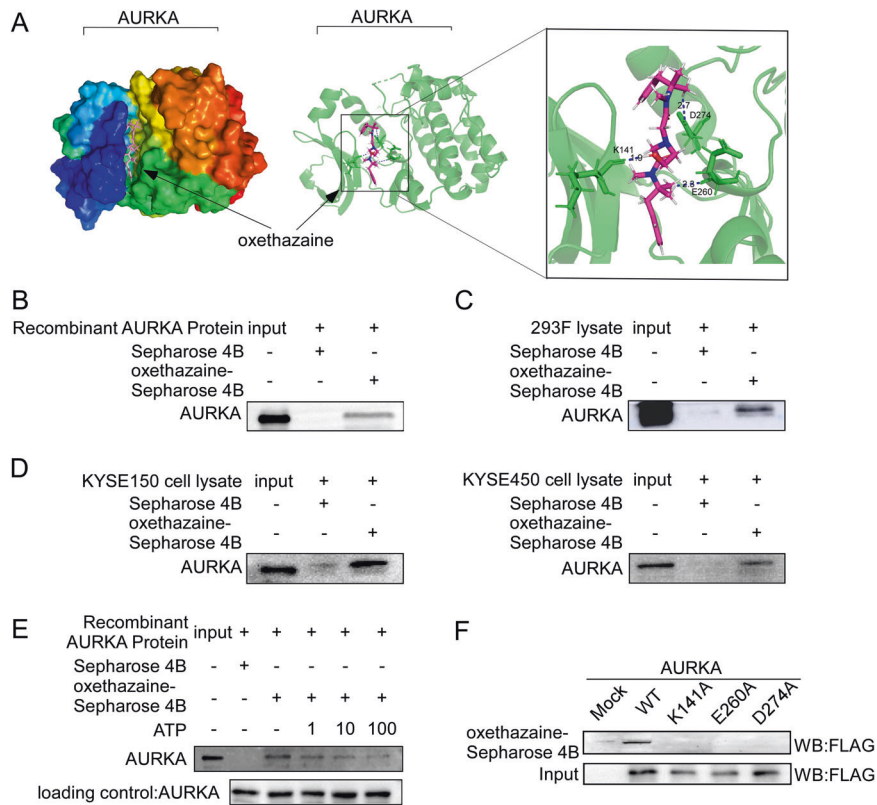 A
AURKA
AURKA
oxethazaine
2.7
D274
K141
1.9
2.8
E260
B
Recombinant AURKA Protein input + +
Sepharose 4B - + -
oxethazaine-
Sepharose 4B - - +
AURKA
C
293F lysate input + +
Sepharose 4B - + -
oxethazaine-
Sepharose 4B - - +
AURKA
D
KYSE150 cell lysate input + +
Sepharose 4B - + -
oxethazaine-
Sepharose 4B - - +
AURKA
KYSE450 cell lysate input + +
Sepharose 4B - + -
oxethazaine-
Sepharose 4B - - +
AURKA
E
Recombinant
AURKA Protein input + + + + +
Sepharose 4B - + - - - -
oxethazaine-
Sepharose 4B - - + + + +
ATP - - - 1 10 100
AURKA
loading control:AURKA
F
AURKA
Mock WT K141A E260A D274A
oxethazaine-
Sepharose 4B WB:FLAG
Input WB:FLAG